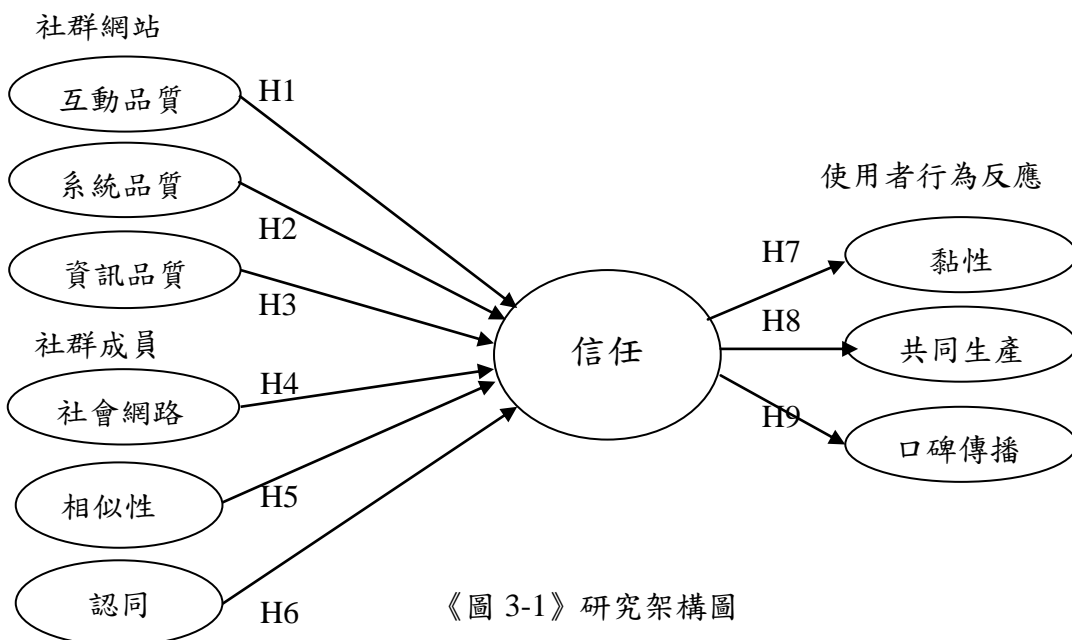 社群網站
互動品質
H1
系統品質
H2
資訊品質
H3
社群成員
社會網路
H4
相似性
H5
認同
H6
信任
使用者行為反應
H7
黏性
H8
共同生產
H9
口碑傳播
《圖 3-1》研究架構圖